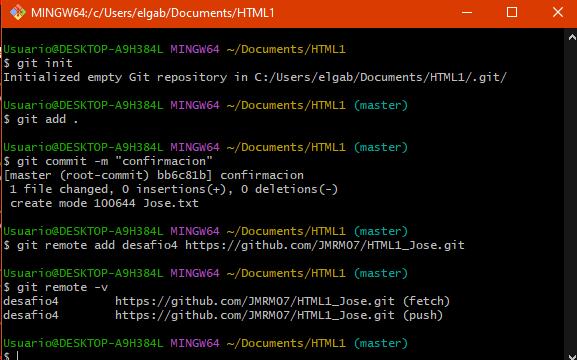 MINGW64:/c/Users/elgab/Documents/HTML1
Usuario@DESKTOP-A9H384L MINGW64 ~/Documents/HTML1
$ git init
Initialized empty Git repository in C:/Users/elgab/Documents/HTML1/.git/
Usuario@DESKTOP-A9H384L MINGW64 ~/Documents/HTML1 (master)
$ git add .
Usuario@DESKTOP-A9H384L MINGW64 ~/Documents/HTML1 (master)
$ git commit -m "confirmacion"
[master (root-commit) bb6c81b] confirmacion
 1 file changed, 0 insertions(+), 0 deletions(-)
 create mode 100644 Jose.txt
Usuario@DESKTOP-A9H384L MINGW64 ~/Documents/HTML1 (master)
$ git remote add desafio4 https://github.com/JMRM07/HTML1_Jose.git
Usuario@DESKTOP-A9H384L MINGW64 ~/Documents/HTML1 (master)
$ git remote -v
desafio4        https://github.com/JMRM07/HTML1_Jose.git (fetch)
desafio4        https://github.com/JMRM07/HTML1_Jose.git (push)
Usuario@DESKTOP-A9H384L MINGW64 ~/Documents/HTML1 (master)
$